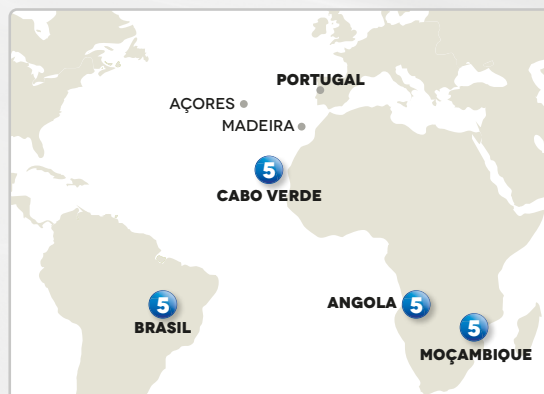 PORTUGAL
AÇORES
MADEIRA
5
CABO VERDE
ANGOLA 5
5
BRASIL
5
MOÇAMBIQUE